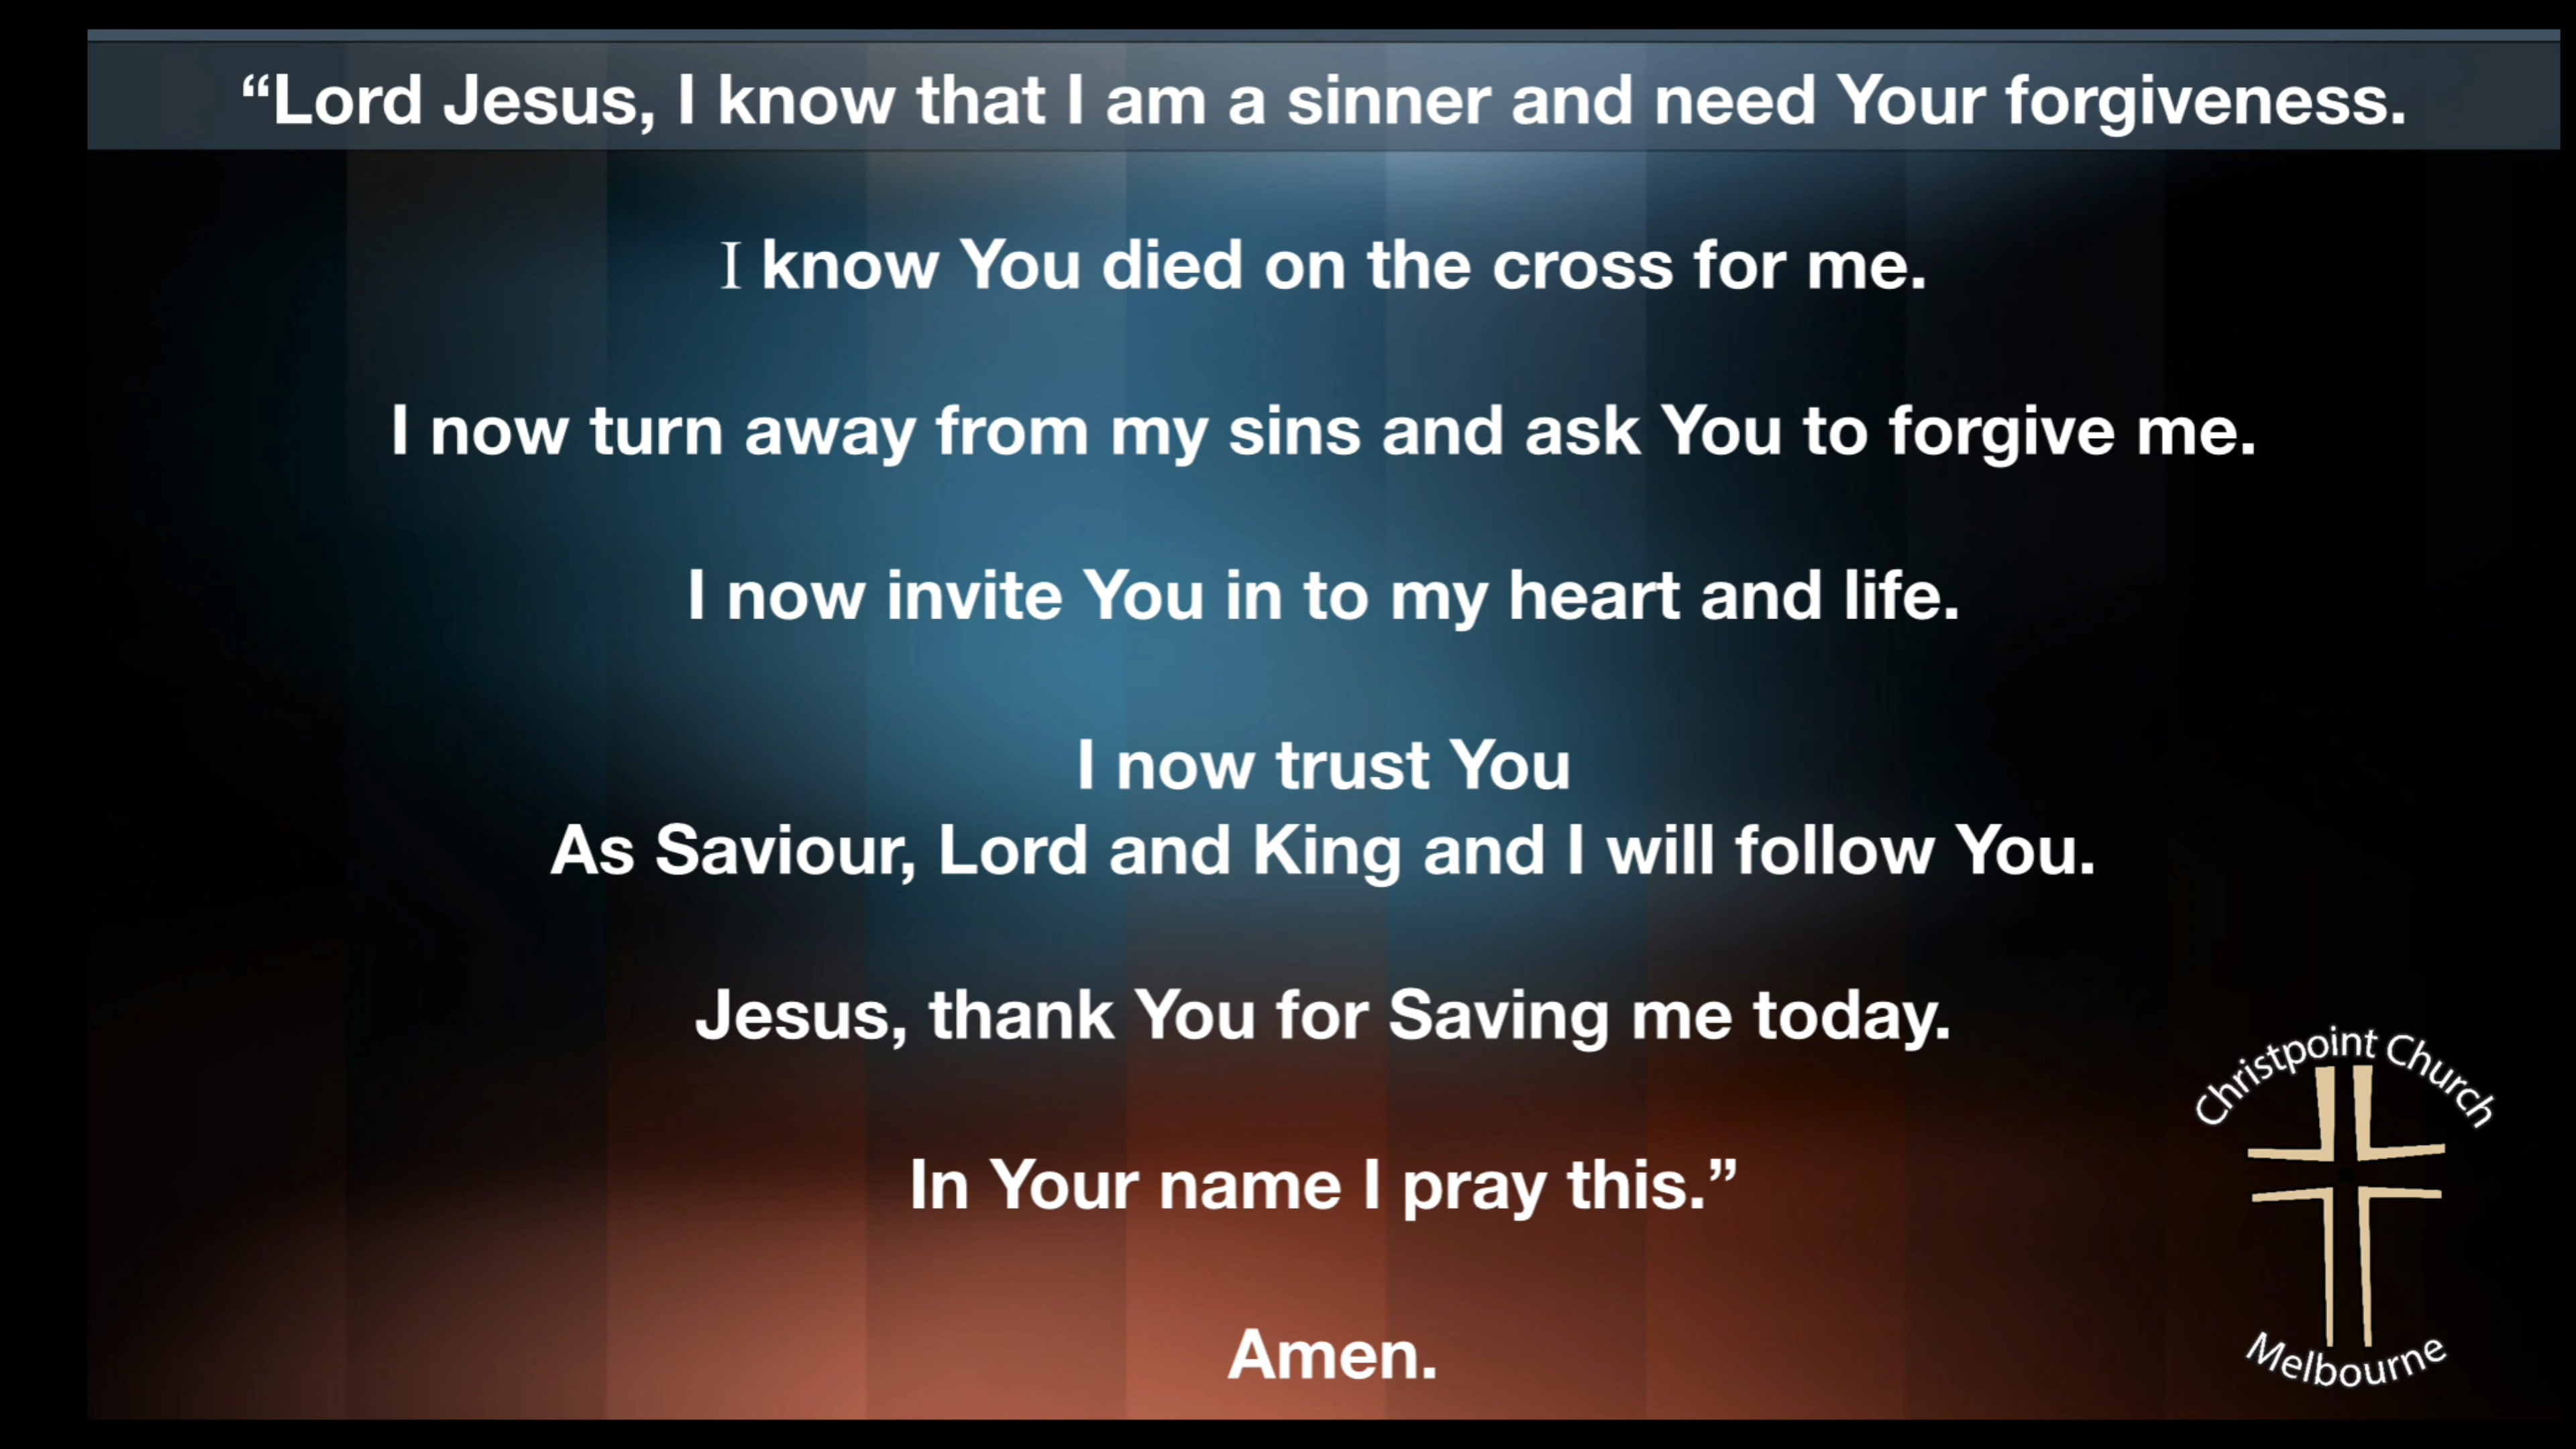 “Lord Jesus, I know that I am a sinner and need Your forgiveness.
I know You died on the cross for me.
I now turn away from my sins and ask You to forgive me.
I now invite You in to my heart and life.
I now trust You
As Saviour, Lord and King and I will follow You.
Jesus, thank You for Saving me today.
In Your name I pray this.”
Amen.
Christpoint Church
Melbourne